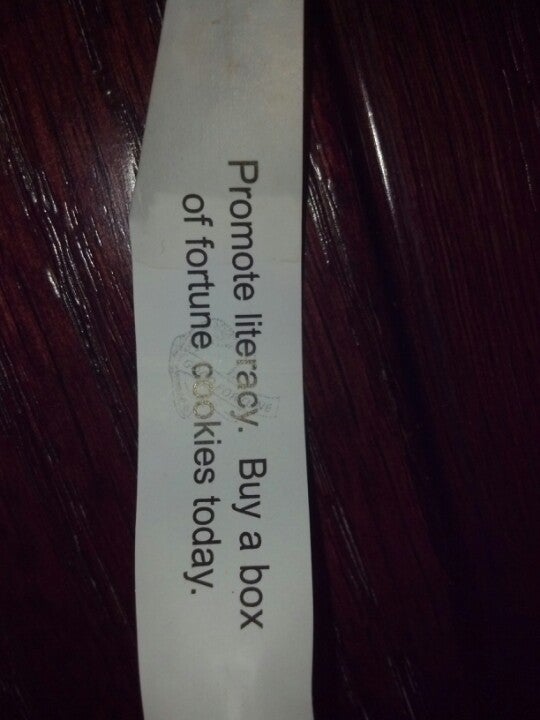 Promote literacy. Buy a box
of fortune cookies today.